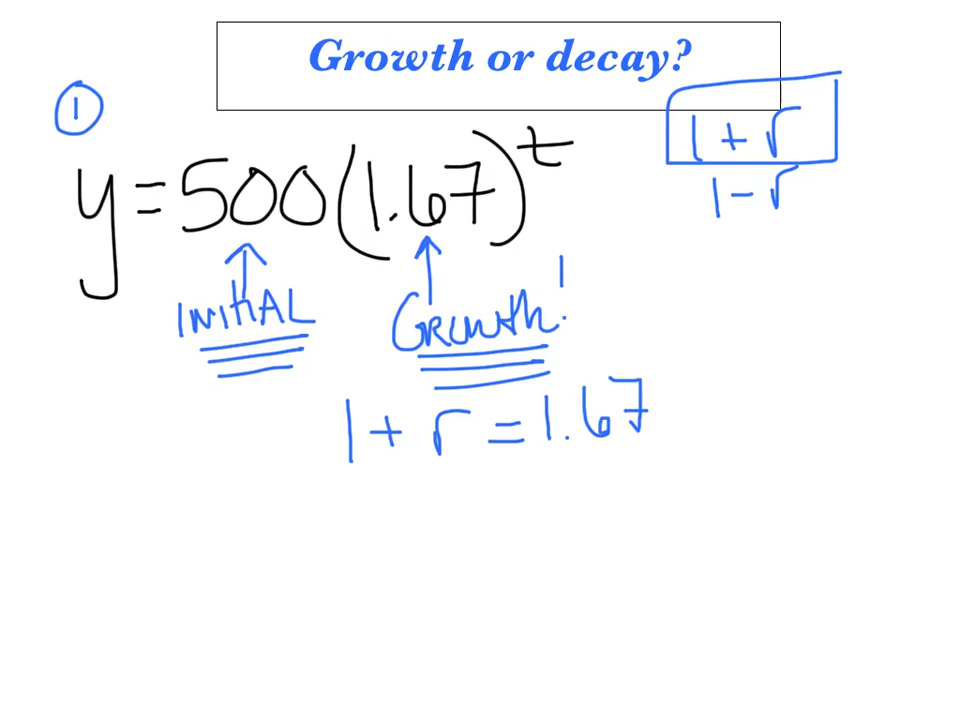 Growth or decay?
1
1 + r
1 - r
y = 500(1.67)^t
INITIAL
GROWTH!
1 + r = 1.67